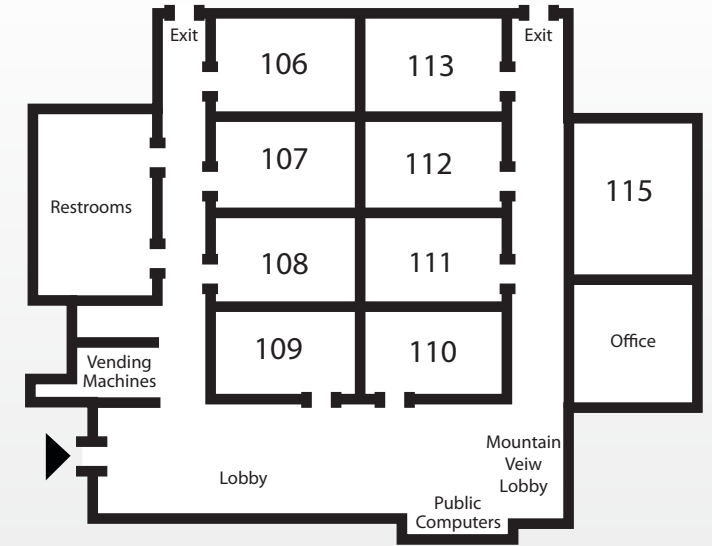 Exit
Exit
106
113
107
112
Restrooms
115
108
111
109
110
Office
Vending
Machines
Mountain
Veiw
Lobby
Lobby
Public
Computers